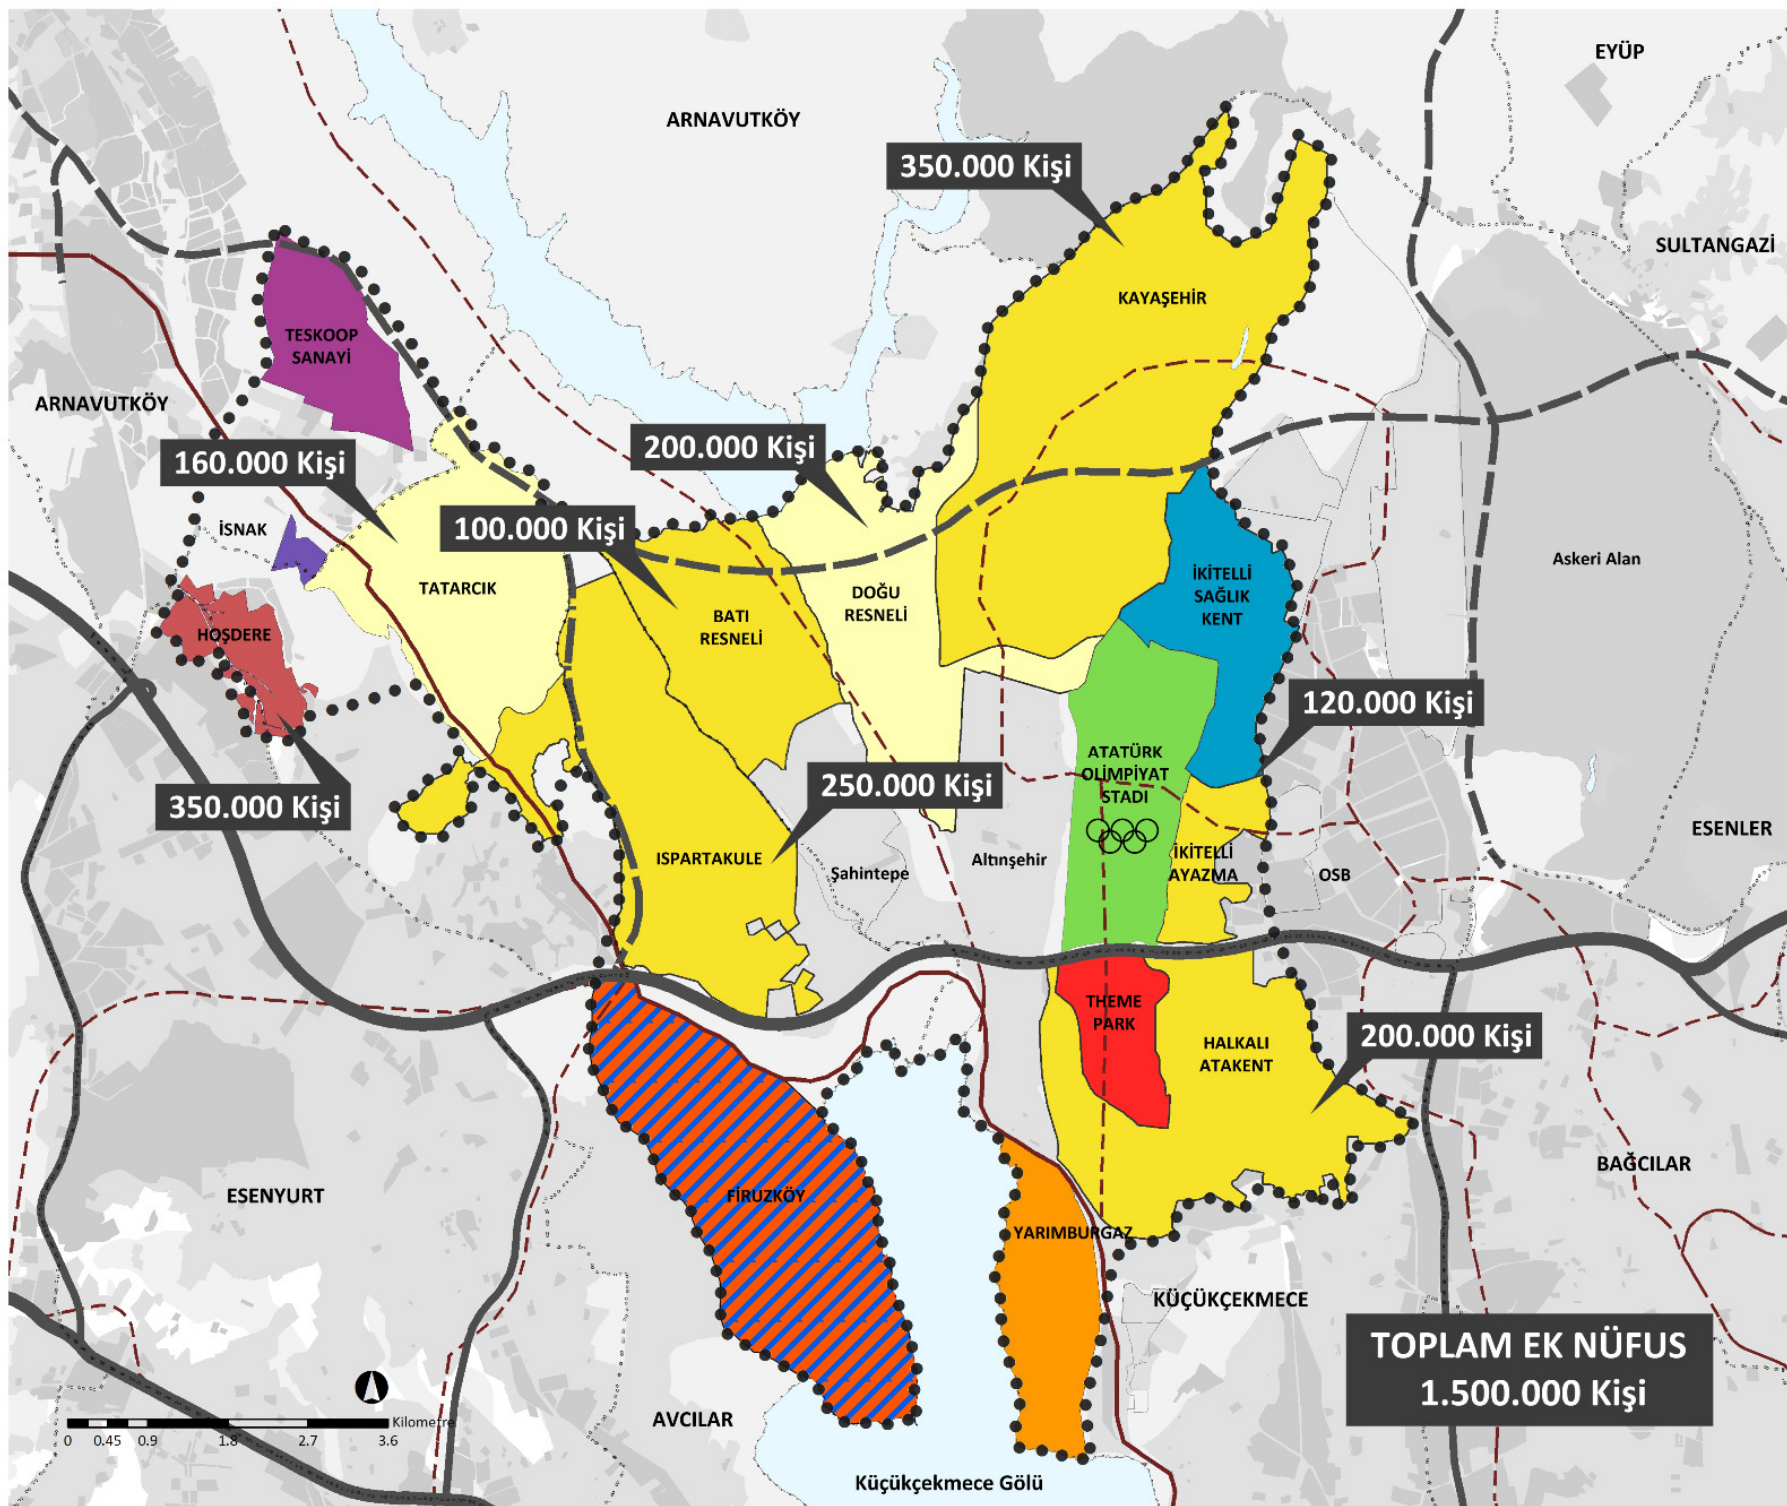 EYÜP
ARNAVUTKÖY
350.000 Kişi
SULTANGAZİ
KAYAŞEHİR
TESKOOP
SANAYİ
ARNAVUTKÖY
200.000 Kişi
160.000 Kişi
100.000 Kişi
İSNAK
Askeri Alan
TATARCIK
İKİTELLİ
SAĞLIK
KENT
DOĞU
RESNELİ
BATI
RESNELİ
HOŞDERE
120.000 Kişi
ATATÜRK
OLİMPİYAT
STADI
250.000 Kişi
350.000 Kişi
ESENLER
ISPARTAKULE
Şahintepe
Altınşehir
İKİTELLİ
AYAZMA
OSB
THEME
PARK
HALKALI
ATAKENT
200.000 Kişi
BAĞCILAR
ESENYURT
FİRUZKÖY
YARIMBURGAZ
KÜÇÜKÇEKMECE
TOPLAM EK NÜFUS
1.500.000 Kişi
AVCILAR
Kilometre
0 0.45 0.9 1.8 2.7 3.6
Küçükçekmece Gölü